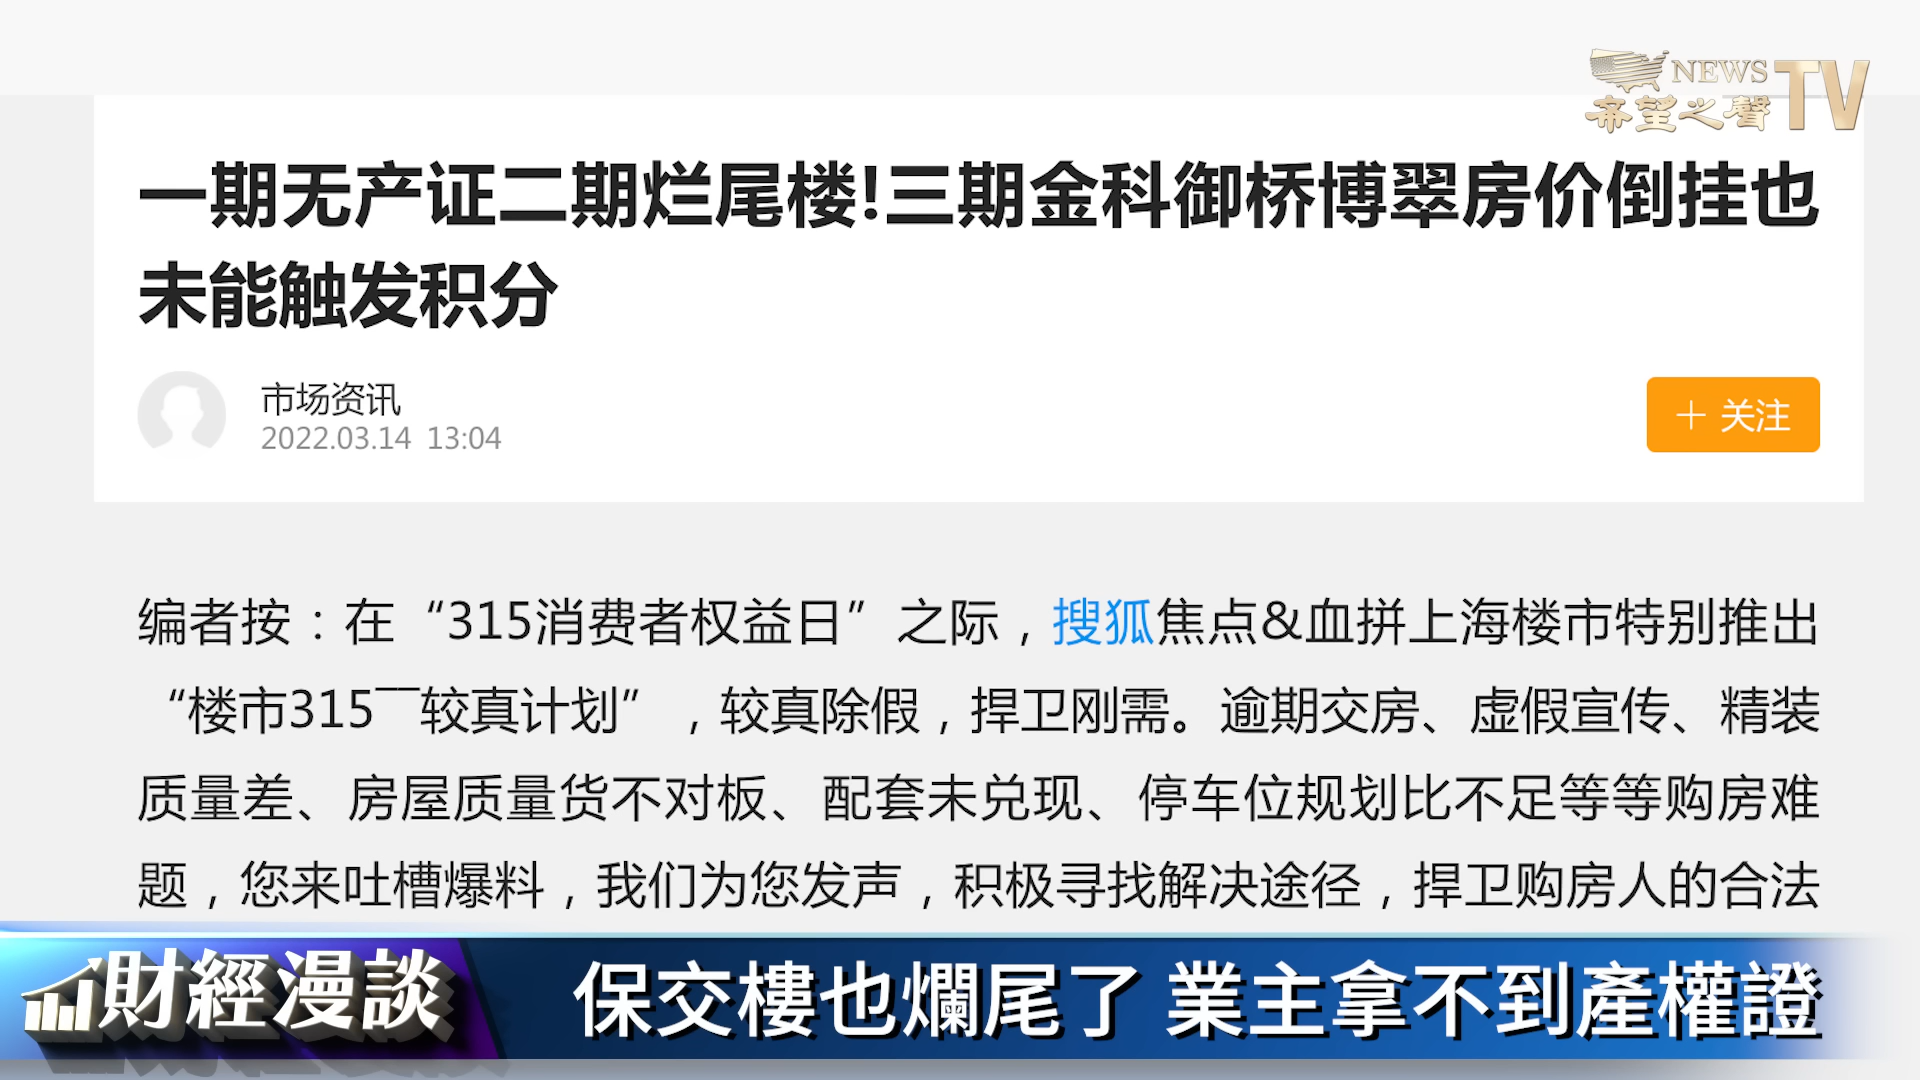 NEWS
希望之聲TV
一期无产证二期烂尾楼!三期金科御桥博翠房价倒挂也
未能触发积分
市场资讯
2022.03.14 13:04
+ 关注
编者按：在“315消费者权益日”之际，搜狐焦点&血拼上海楼市特别推出
“楼市315¯¯较真计划”，较真除假，捍卫刚需。逾期交房、虚假宣传、精装
质量差、房屋质量货不对板、配套未兑现、停车位规划比不足等等购房难
题，您来吐槽爆料，我们为您发声，积极寻找解决途径，捍卫购房人的合法
財經漫談
保交樓也爛尾了 業主拿不到產權證